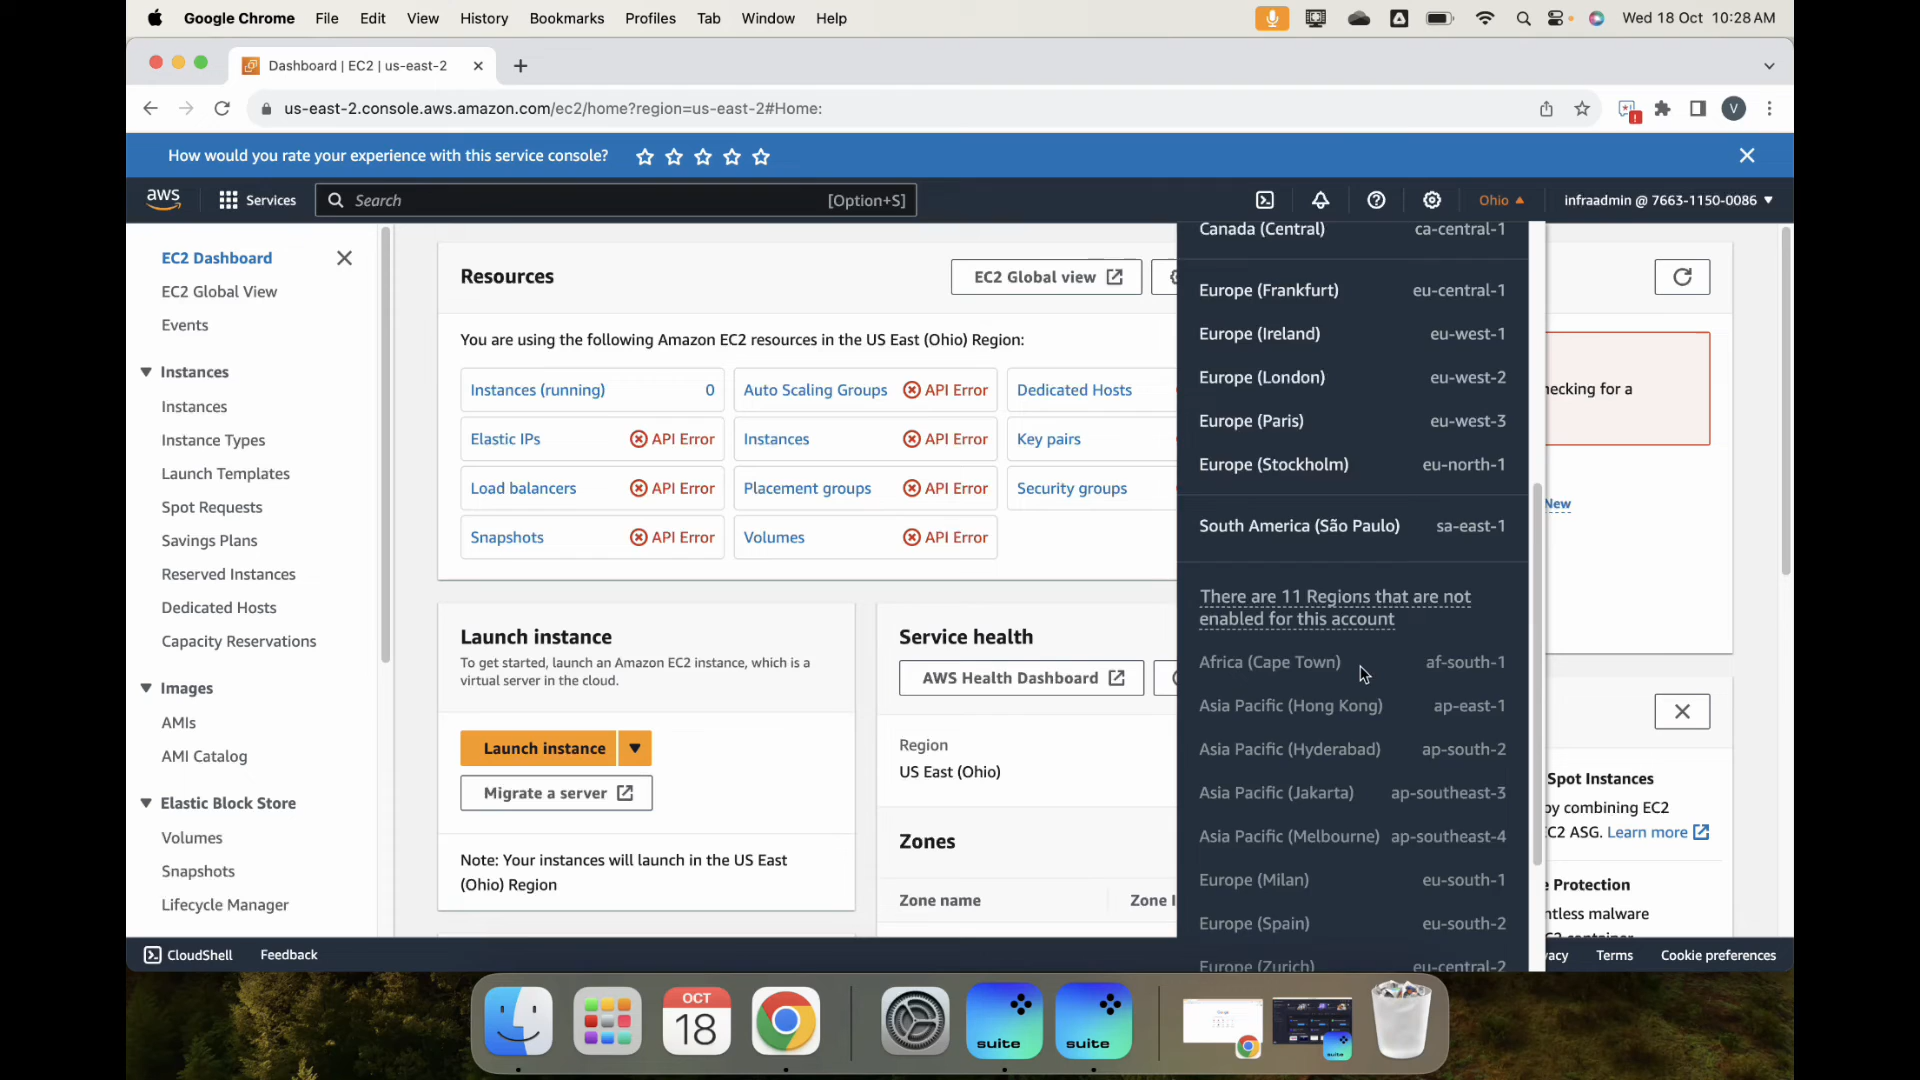 Google Chrome File Edit View History Bookmarks Profiles Tab Window Help Wed 18 Oct 10:28 AM
Dashboard | EC2 | us-east-2
us-east-2.console.aws.amazon.com/ec2/home?region=us-east-2#Home:
V
How would you rate your experience with this service console?
aws Services Search [Option+S] Ohio infraadmin @ 7663-1150-0086
EC2 Dashboard
EC2 Global View
Events
Instances
Instances
Instance Types
Launch Templates
Spot Requests
Savings Plans
Reserved Instances
Dedicated Hosts
Capacity Reservations
Images
AMIs
AMI Catalog
Elastic Block Store
Volumes
Snapshots
Lifecycle Manager
Resources
EC2 Global view
You are using the following Amazon EC2 resources in the US East (Ohio) Region:
Instances (running) 0 Auto Scaling Groups API Error Dedicated Hosts
Elastic IPs API Error Instances API Error Key pairs
Load balancers API Error Placement groups API Error Security groups
Snapshots API Error Volumes API Error
Launch instance
To get started, launch an Amazon EC2 instance, which is a
virtual server in the cloud.
Launch instance
Migrate a server
Note: Your instances will launch in the US East
(Ohio) Region
Service health
AWS Health Dashboard
Region
US East (Ohio)
Zones
Zone name Zone I
Canada (Central) ca-central-1
Europe (Frankfurt) eu-central-1
Europe (Ireland) eu-west-1
Europe (London) eu-west-2
Europe (Paris) eu-west-3
Europe (Stockholm) eu-north-1
South America (São Paulo) sa-east-1
There are 11 Regions that are not
enabled for this account
Africa (Cape Town) af-south-1
Asia Pacific (Hong Kong) ap-east-1
Asia Pacific (Hyderabad) ap-south-2
Asia Pacific (Jakarta) ap-southeast-3
Asia Pacific (Melbourne) ap-southeast-4
Europe (Milan) eu-south-1
Europe (Spain) eu-south-2
Europe (Zurich) eu-central-2
necking for a
New
Spot Instances
by combining EC2
EC2 ASG. Learn more
e Protection
ntless malware
CloudShell Feedback
vacy Terms Cookie preferences
OCT
18
suite
suite
suite